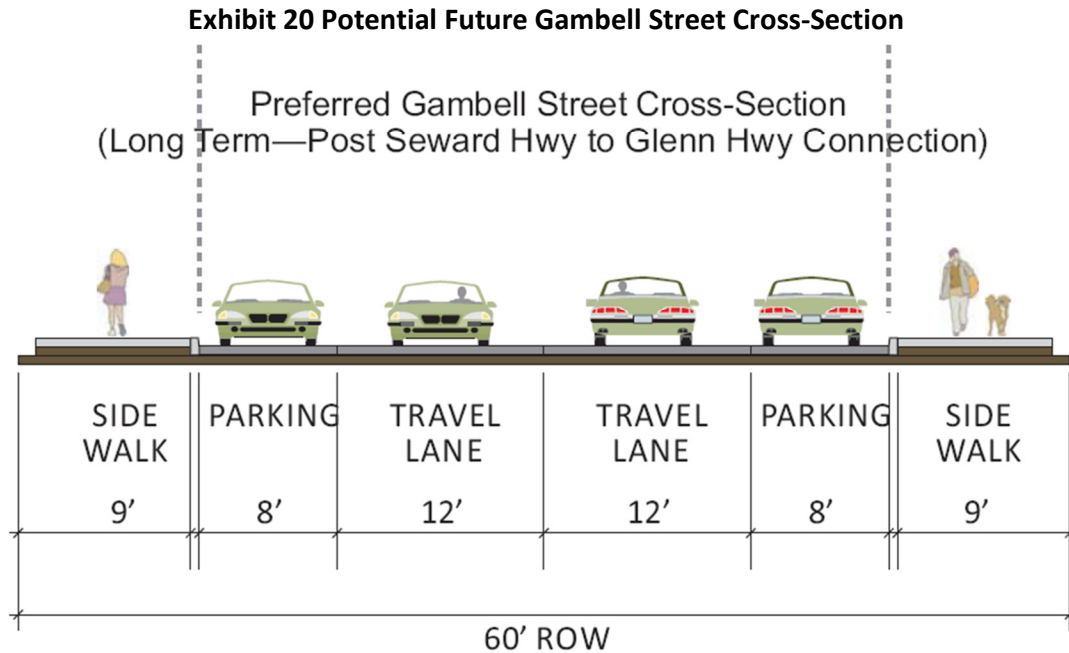 Exhibit 20 Potential Future Gambell Street Cross-Section
Preferred Gambell Street Cross-Section
(Long Term—Post Seward Hwy to Glenn Hwy Connection)
SIDE WALK
PARKING
TRAVEL LANE
TRAVEL LANE
PARKING
SIDE WALK
9’
8’
12’
12’
8’
9’
60’ ROW